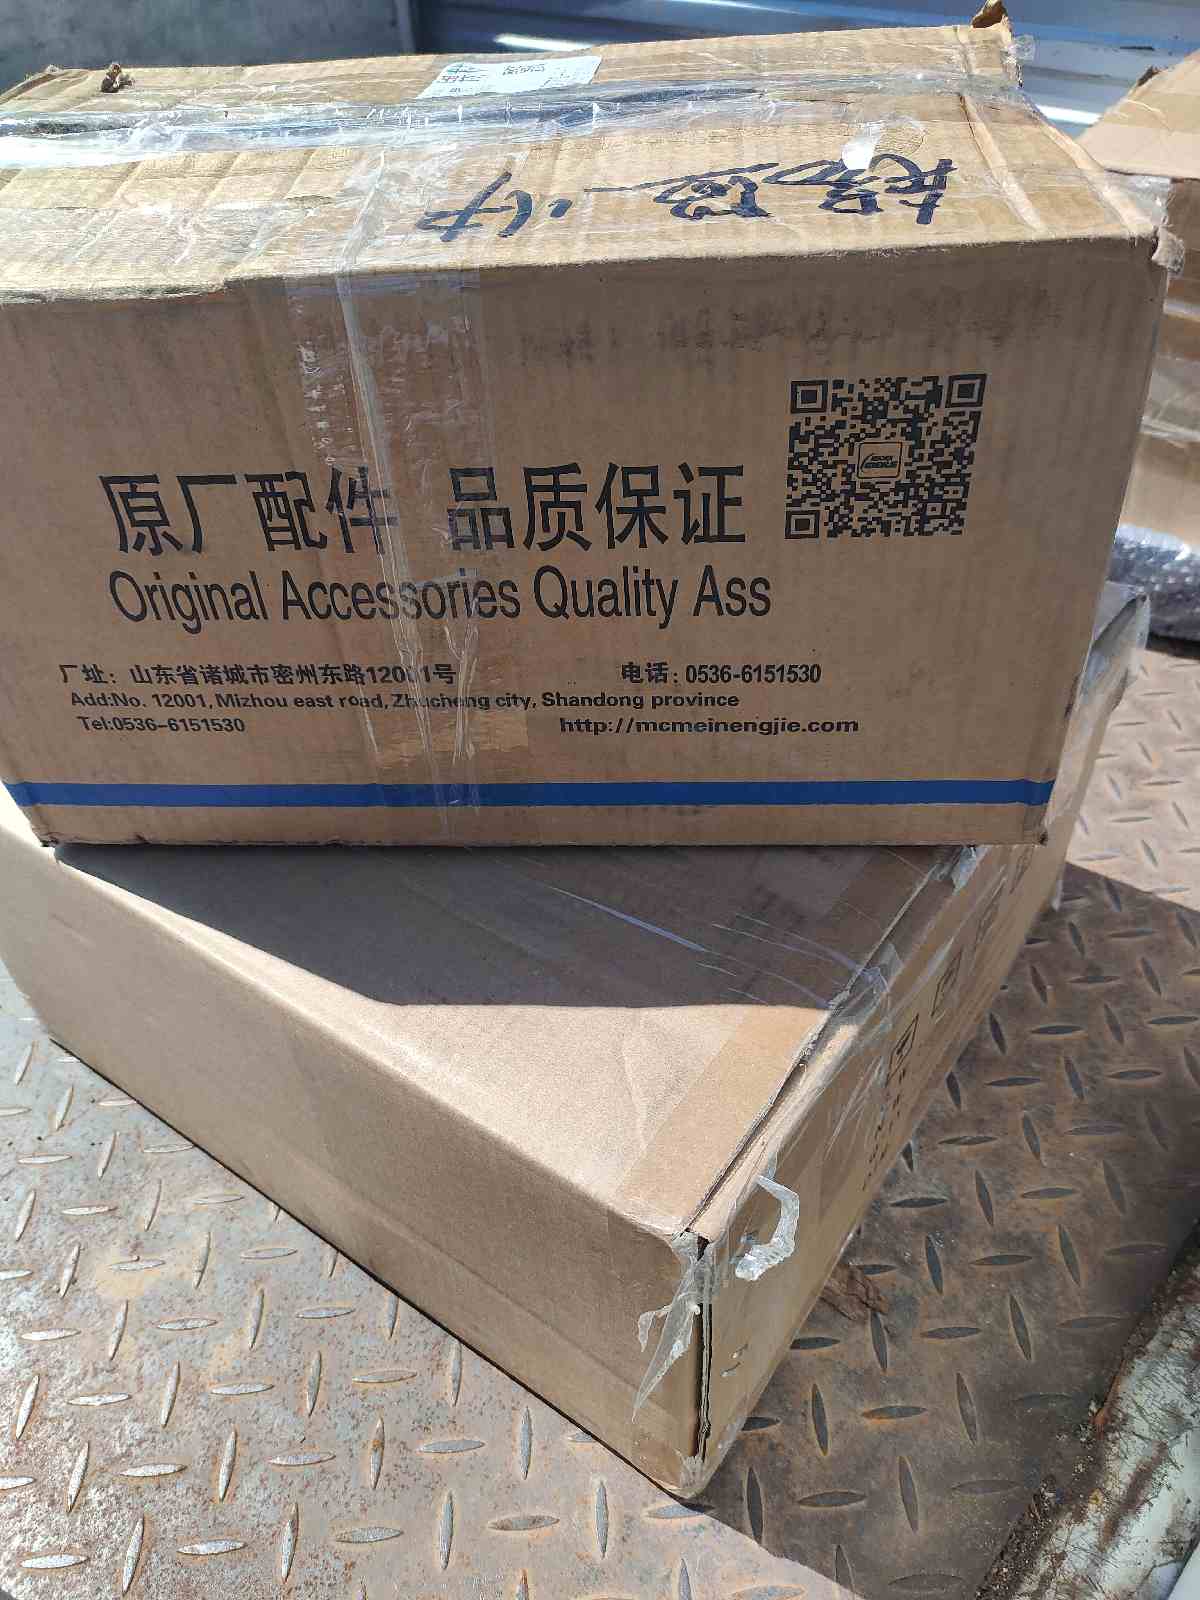 原厂配件 品质保证
Original Accessories Quality Ass
厂址：山东省诸城市密州东路12001号 电话：0536-6151530
Add:No. 12001, Mizhou east road, Zhucheng city, Shandong province
Tel:0536-6151530 http://mcmeinengjie.com